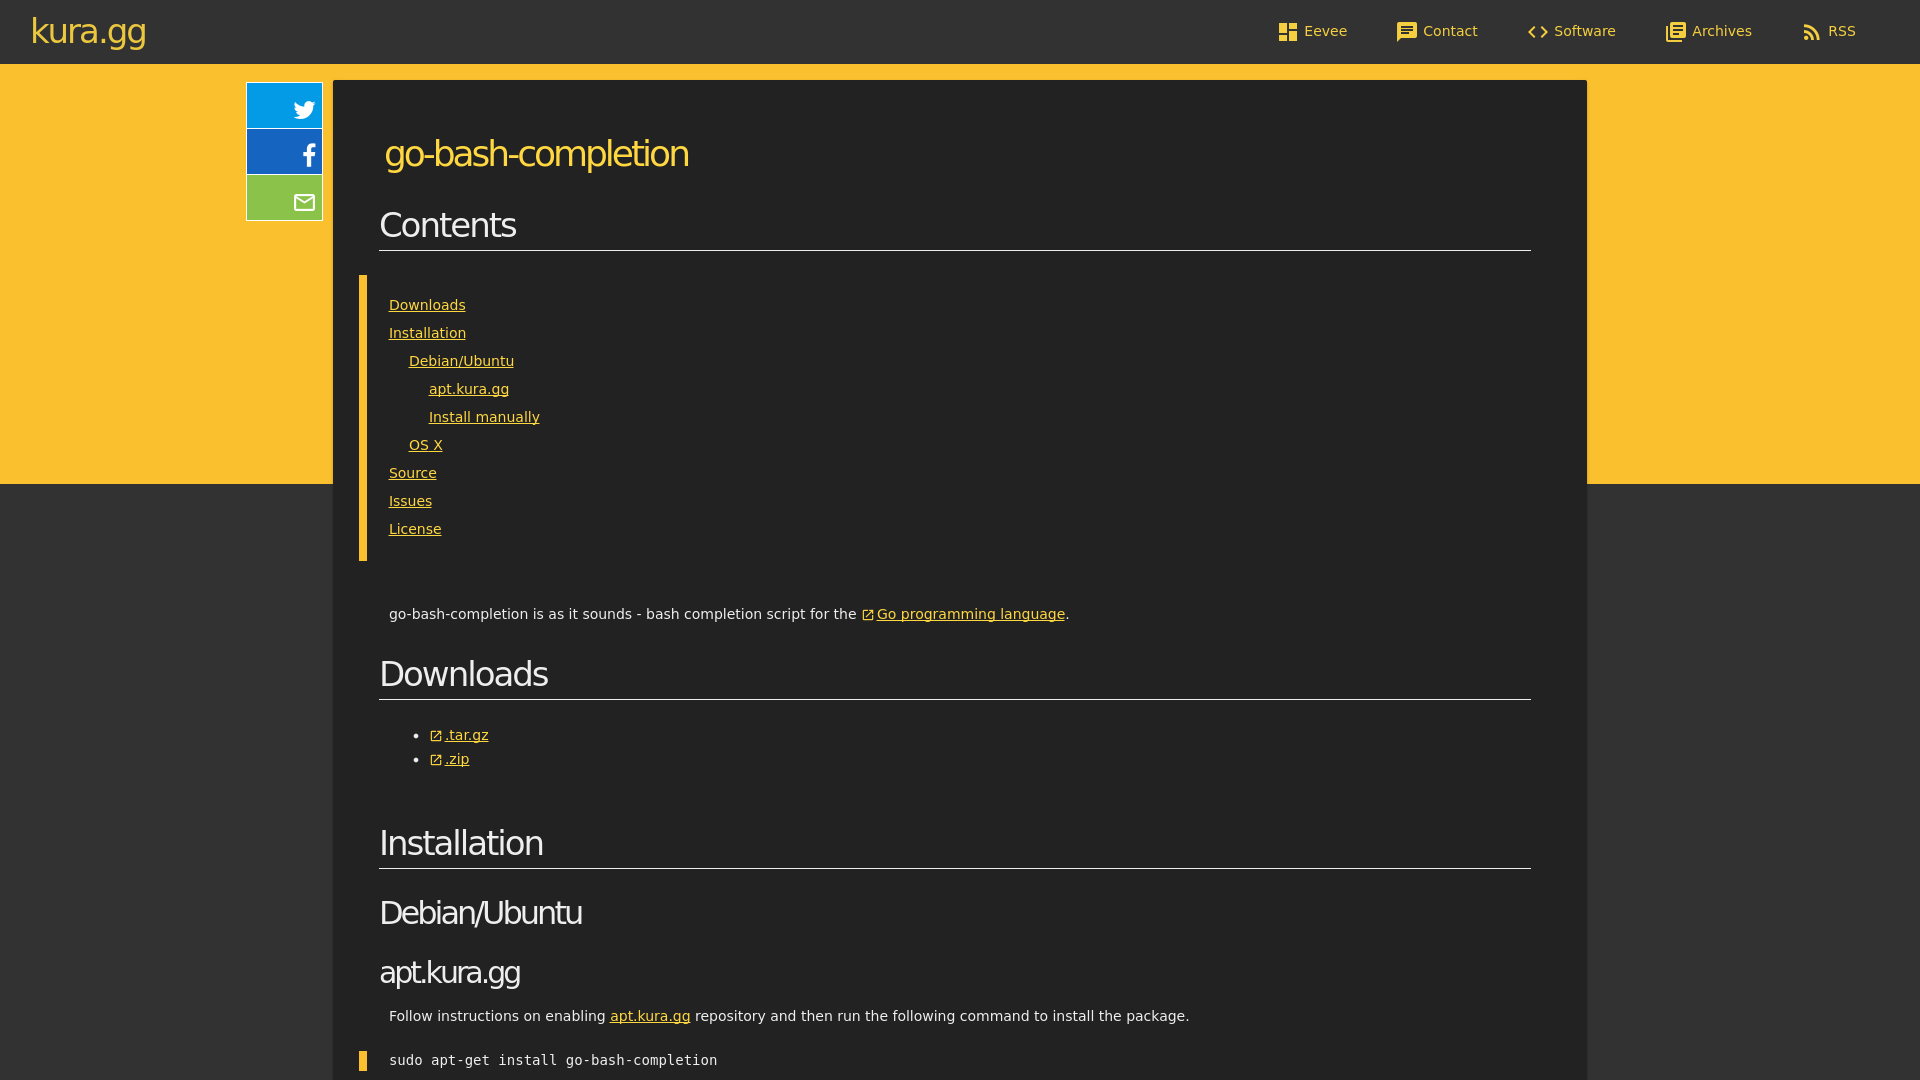 kura.gg
Eevee
Contact
Software
Archives
RSS
go-bash-completion
Contents
Downloads
Installation
Debian/Ubuntu
apt.kura.gg
Install manually
OS X
Source
Issues
License
go-bash-completion is as it sounds - bash completion script for the Go programming language.
Downloads
• .tar.gz
• .zip
Installation
Debian/Ubuntu
apt.kura.gg
Follow instructions on enabling apt.kura.gg repository and then run the following command to install the package.
sudo apt-get install go-bash-completion